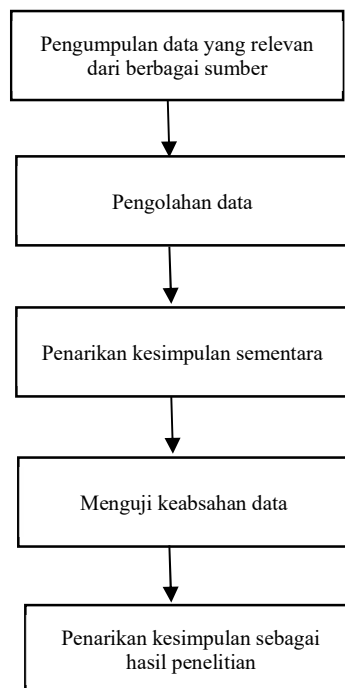 Pengumpulan data yang relevan
dari berbagai sumber
Pengolahan data
Penarikan kesimpulan sementara
Menguji keabsahan data
Penarikan kesimpulan sebagai
hasil penelitian